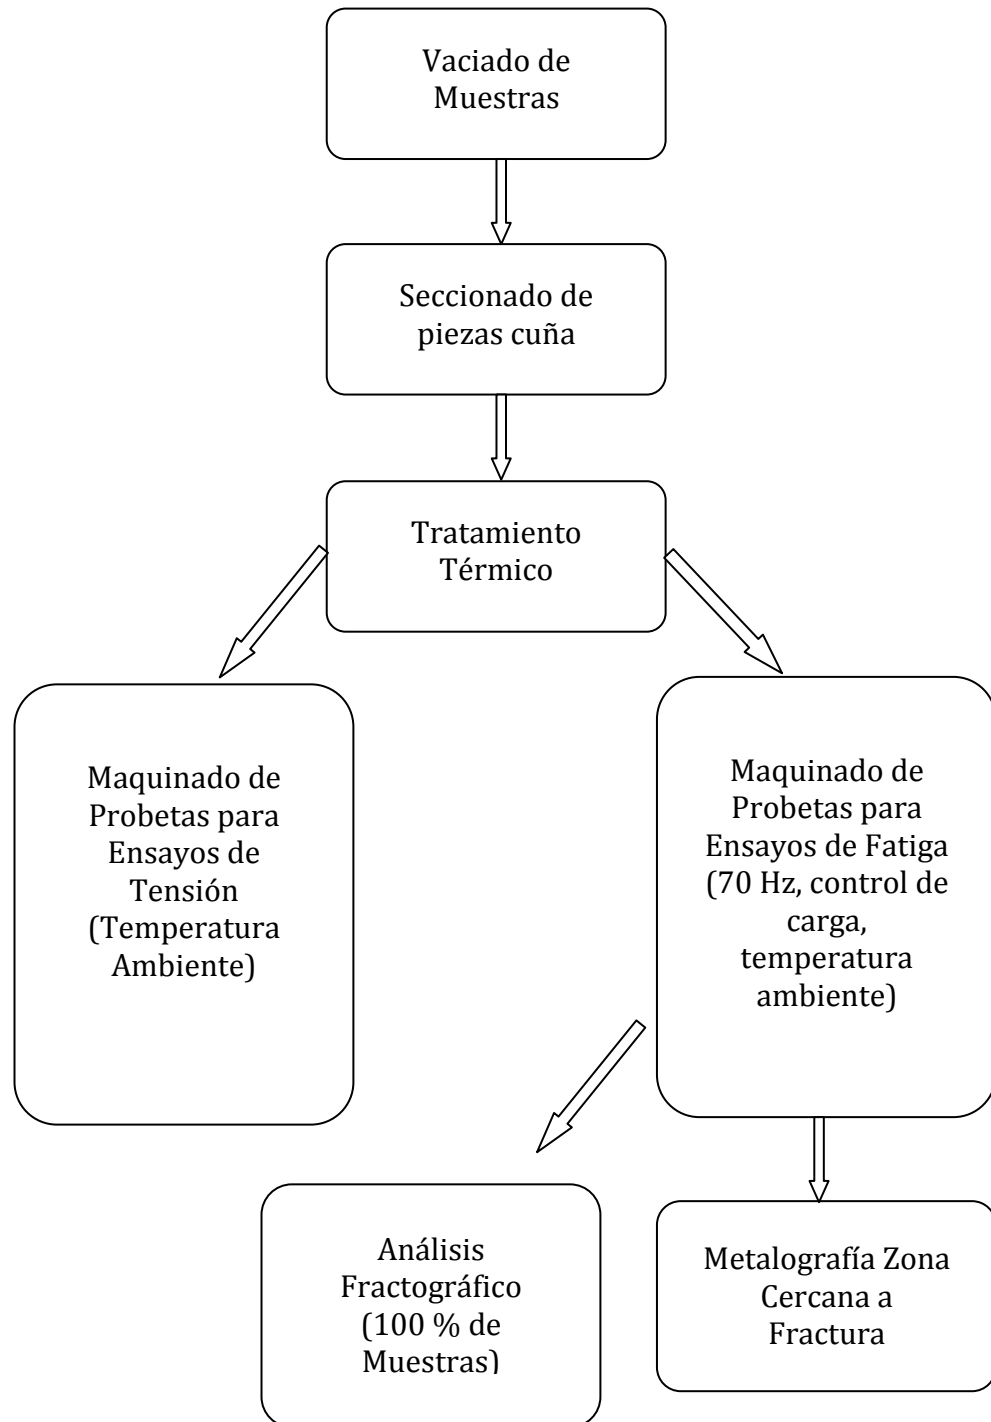 Vaciado de
Muestras
Seccionado de
piezas cuña
Tratamiento
Térmico
Maquinado de
Probetas para
Ensayos de
Tensión
(Temperatura
Ambiente)
Maquinado de
Probetas para
Ensayos de Fatiga
(70 Hz, control de
carga,
temperatura
ambiente)
Análisis
Fractográfico
(100 % de
Muestras)
Metalografía Zona
Cercana a
Fractura